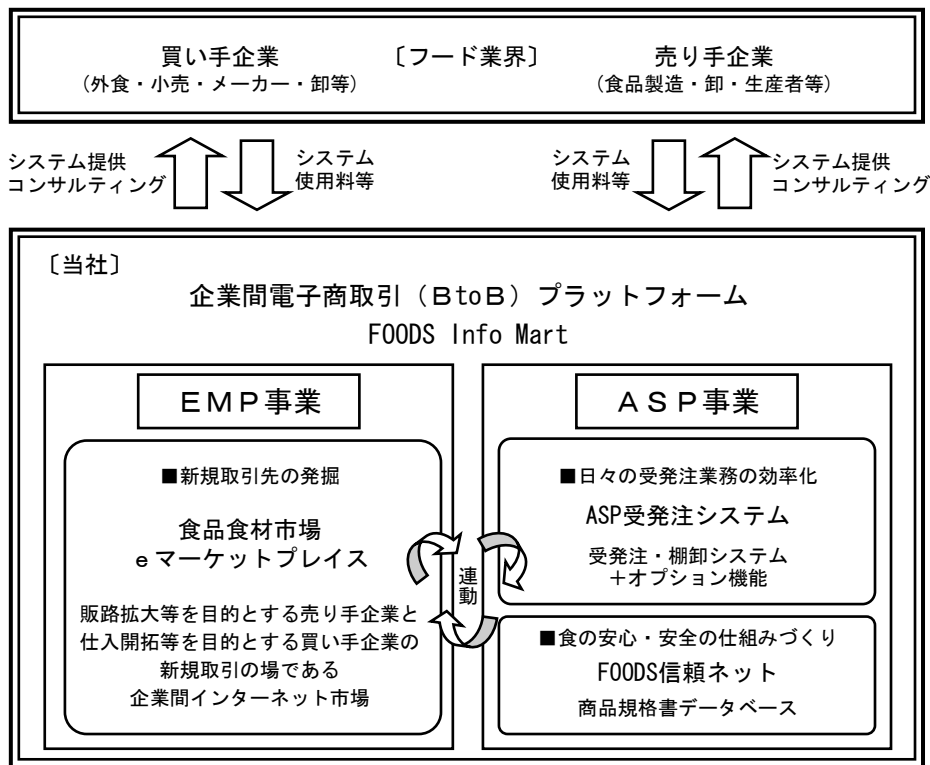 買い手企業 〔フード業界〕 売り手企業
(外食・小売・メーカー・卸等) (食品製造・卸・生産者等)
システム提供
コンサルティング
システム
使用料等
システム
使用料等
システム提供
コンサルティング
〔当社〕
企業間電子商取引（ＢtoＢ）プラットフォーム
FOODS Info Mart
ＥＭＰ事業
■新規取引先の発掘
食品食材市場
ｅマーケットプレイス
販路拡大等を目的とする売り手企業と
仕入開拓等を目的とする買い手企業の
新規取引の場である
企業間インターネット市場
連動
ＡＳＰ事業
■日々の受発注業務の効率化
ASP受発注システム
受発注・棚卸システム
＋オプション機能
■食の安心・安全の仕組みづくり
FOODS信頼ネット
商品規格書データベース